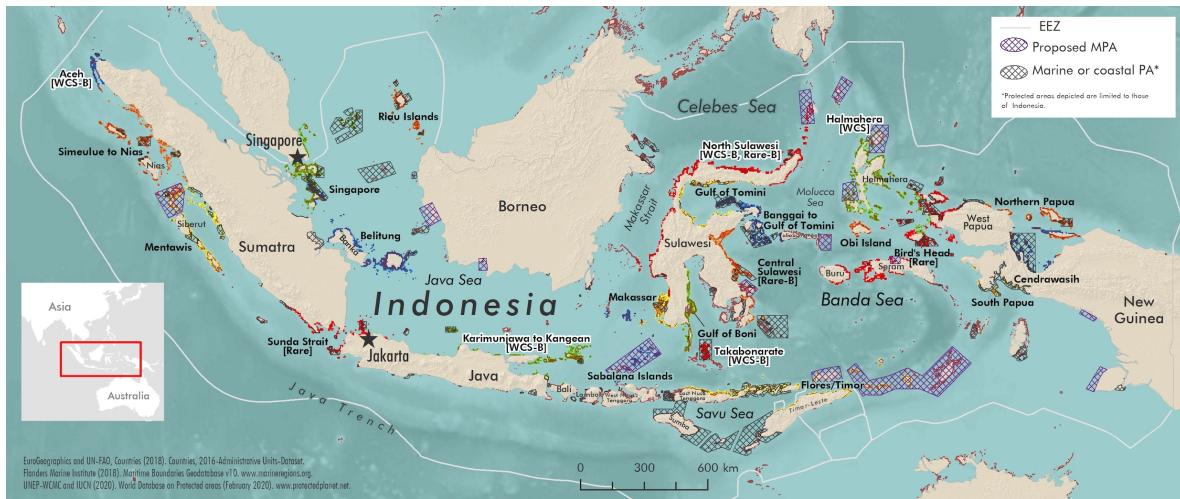 EEZ
Proposed MPA
Marine or coastal PA*
*Protected areas depicted are limited to those
of Indonesia.
Aceh
[WCS-B]
Riau Islands
Celebes Sea
Halmahera
[WCS]
Singapore
Simeulue to Nias
Nias
Singapore
North Sulawesi
[WCS-B, Rare-B]
Halmahera
Molucca
Sea
Gulf of Tomini
Makassar
Strait
Siberut
Mentawis
Sumatra
Borneo
Banggai to
Gulf of Tomini
West
Papua
Northern Papua
Belitung
Banka
Sulawesi
Obi Island
Bird's Head
[Rare]
Central
Sulawesi
[Rare-B]
Buru
Seram
Cendrawasih
Java Sea
Indonesia
Makassar
Banda Sea
South Papua
New
Guinea
Asia
Australia
Sunda Strait
[Rare]
Jakarta
Karimunjawa to Kangean
[WCS-B]
Gulf of Boni
Takabonarate
[WCS-B]
Java
Bali
Lombok
West Nusa
Tenggara
Sabalana Islands
East Nusa
Tenggara
Flores/Timor
Timor-Leste
Java Trench
Savu Sea
Sumba
0 300 600 km
EuroGeographics and UN-FAO, Countries (2018). Countries, 2016-Administrative Units-Dataset.
Flanders Marine Institute (2018). Maritime Boundaries Geodatabase v10. www.marineregions.org.
UNEP-WCMC and IUCN (2020). World Database on Protected areas (February 2020). www.protectedplanet.net.